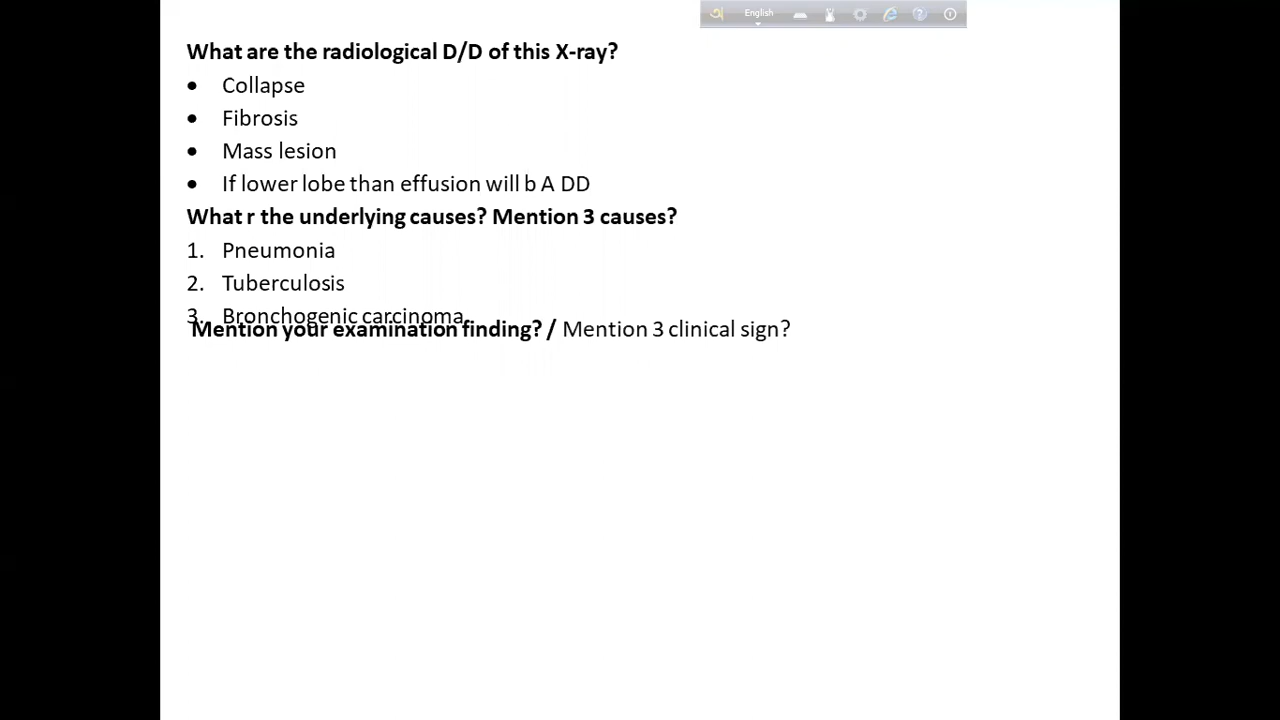 English
What are the radiological D/D of this X-ray?
• Collapse
• Fibrosis
• Mass lesion
• If lower lobe than effusion will b A DD
What r the underlying causes? Mention 3 causes?
1. Pneumonia
2. Tuberculosis
3. Bronchogenic carcinoma
Mention your examination finding? / Mention 3 clinical sign?